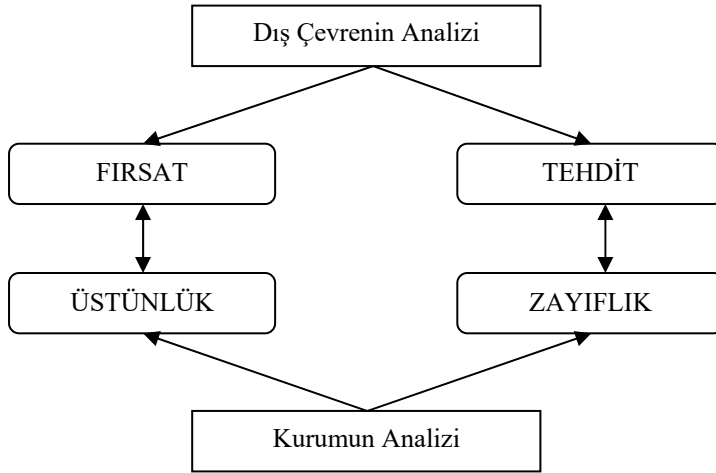 Dış Çevrenin Analizi
FIRSAT
TEHDİT
ÜSTÜNLÜK
ZAYIFLIK
Kurumun Analizi